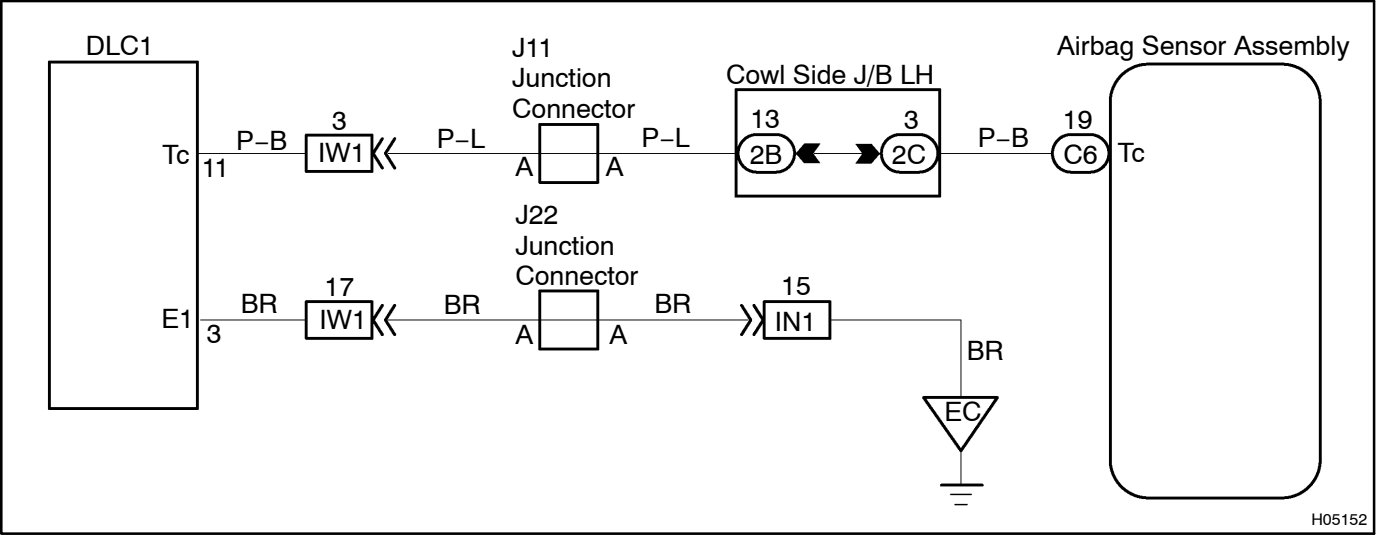 DLC1
J11
Junction
Connector
Cowl Side J/B LH
Airbag Sensor Assembly
Tc
11
P–B
3
IW1
P–L
A
A
P–L
13
2B
3
2C
P–B
19
C6
Tc
J22
Junction
Connector
E1
3
BR
17
IW1
BR
A
A
BR
15
IN1
BR
EC
H05152